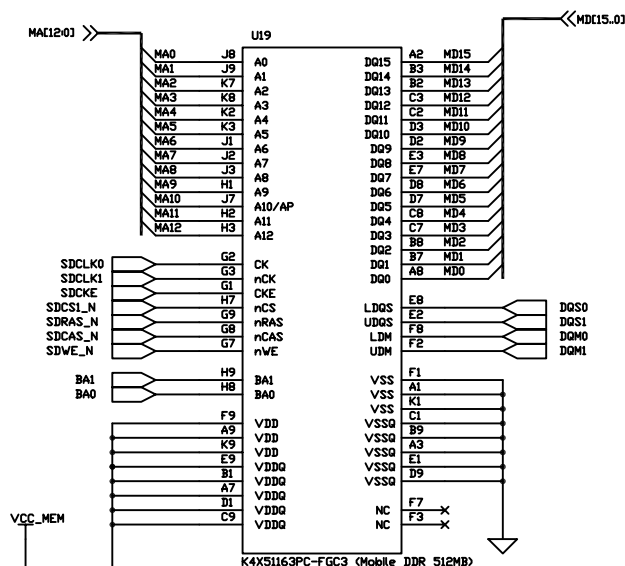 MA[12:0]
MD[15..0]
U19
MA0 J8 A0 DQ15 A2 MD15
MA1 J9 A1 DQ14 B3 MD14
MA2 K7 A2 DQ13 B2 MD13
MA3 K8 A3 DQ12 C3 MD12
MA4 K2 A4 DQ11 C2 MD11
MA5 K3 A5 DQ10 D3 MD10
MA6 J1 A6 DQ9 D2 MD9
MA7 J2 A7 DQ8 E3 MD8
MA8 J3 A8 DQ7 E7 MD7
MA9 H1 A9 DQ6 D8 MD6
MA10 J7 A10/AP DQ5 D7 MD5
MA11 H2 A11 DQ4 C8 MD4
MA12 H3 A12 DQ3 C7 MD3
DQ2 B8 MD2
DQ1 B7 MD1
DQ0 A8 MD0
SDCLK0 G2 CK
SDCLK1 G3 nCK
SDCKE G1 CKE
SDCS1_N H7 nCS LDQS E8 DQS0
SDRAS_N G9 nRAS UDQS E2 DQS1
SDCAS_N G8 nCAS LDM F8 DQM0
SDWE_N G7 nWE UDM F2 DQM1
BA1 H9 BA1 VSS F1
BA0 H8 BA0 VSS A1
VSS K1
F9 VDD VSSQ C1
A9 VDD VSSQ B9
K9 VDD VSSQ A3
E9 VDDQ VSSQ E1
B1 VDDQ VSSQ D9
A7 VDDQ
D1 VDDQ NC F7
C9 VDDQ NC F3
VCC_MEM
K4X51163PC-FGC3 (Mobile DDR 512MB)